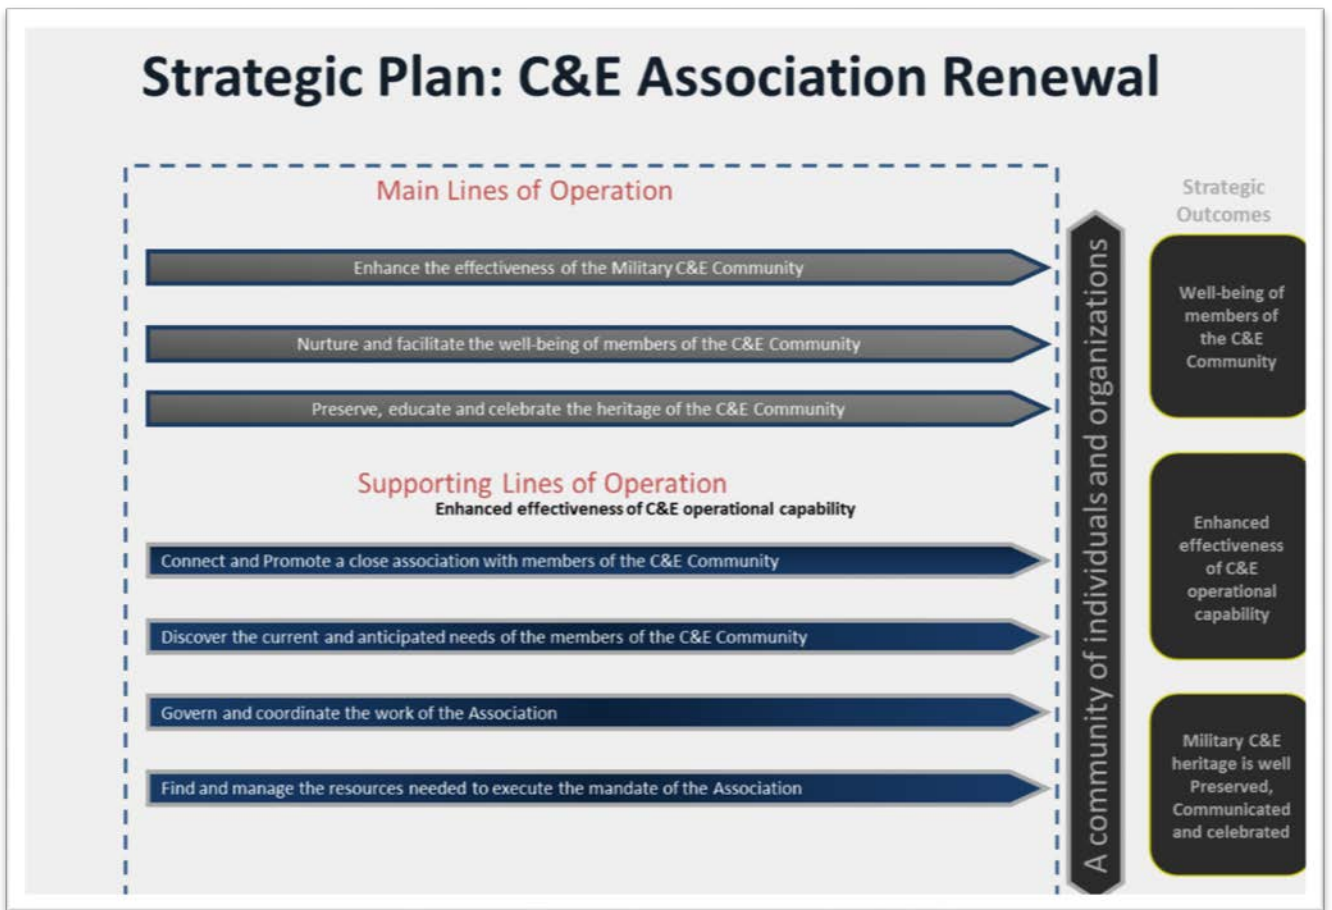 Strategic Plan: C&E Association Renewal
Main Lines of Operation
Enhance the effectiveness of the Military C&E Community
Nurture and facilitate the well-being of members of the C&E Community
Preserve, educate and celebrate the heritage of the C&E Community
Supporting Lines of Operation
Enhanced effectiveness of C&E operational capability
Connect and Promote a close association with members of the C&E Community
Discover the current and anticipated needs of the members of the C&E Community
Govern and coordinate the work of the Association
Find and manage the resources needed to execute the mandate of the Association
A community of individuals and organizations
Strategic
Outcomes
Well-being of
members of
the C&E
Community
Enhanced
effectiveness
of C&E
operational
capability
Military C&E
heritage is well
Preserved,
Communicated
and celebrated